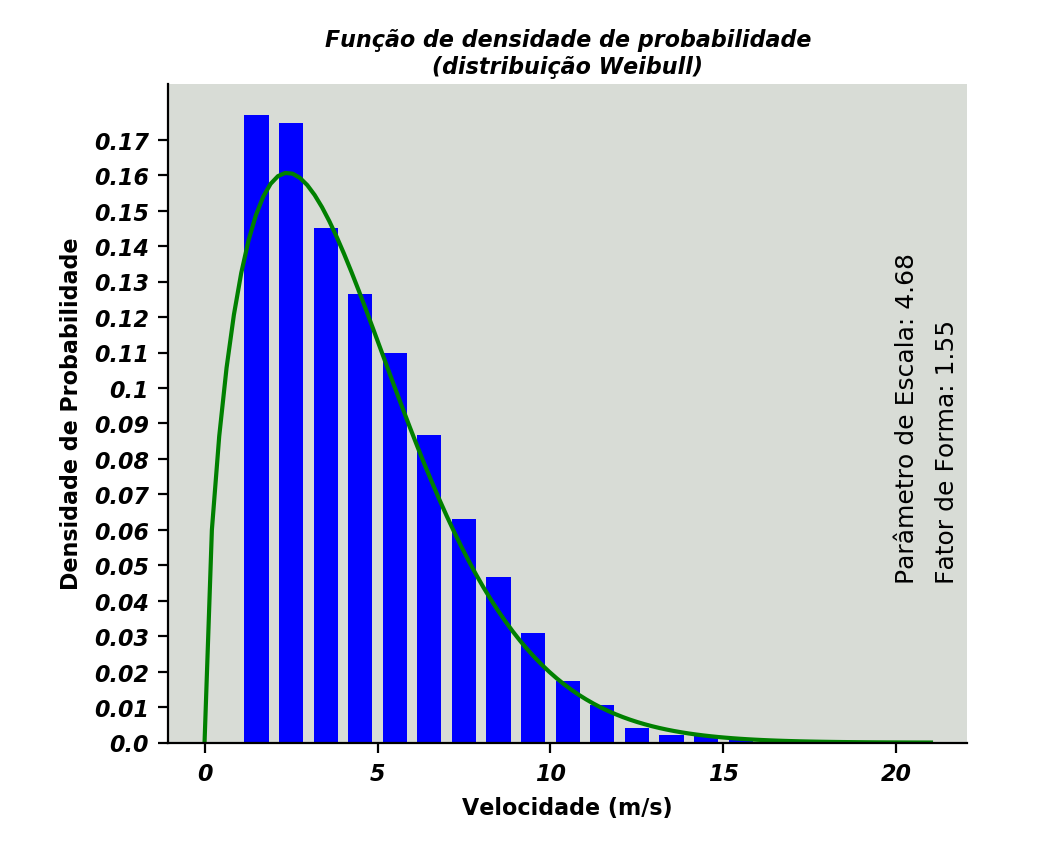 Função de densidade de probabilidade
(distribuição Weibull)
Densidade de Probabilidade
0.17
0.16
0.15
0.14
0.13
0.12
0.11
0.1
0.09
0.08
0.07
0.06
0.05
0.04
0.03
0.02
0.01
0.0
Parâmetro de Escala: 4.68
Fator de Forma: 1.55
0 5 10 15 20
Velocidade (m/s)